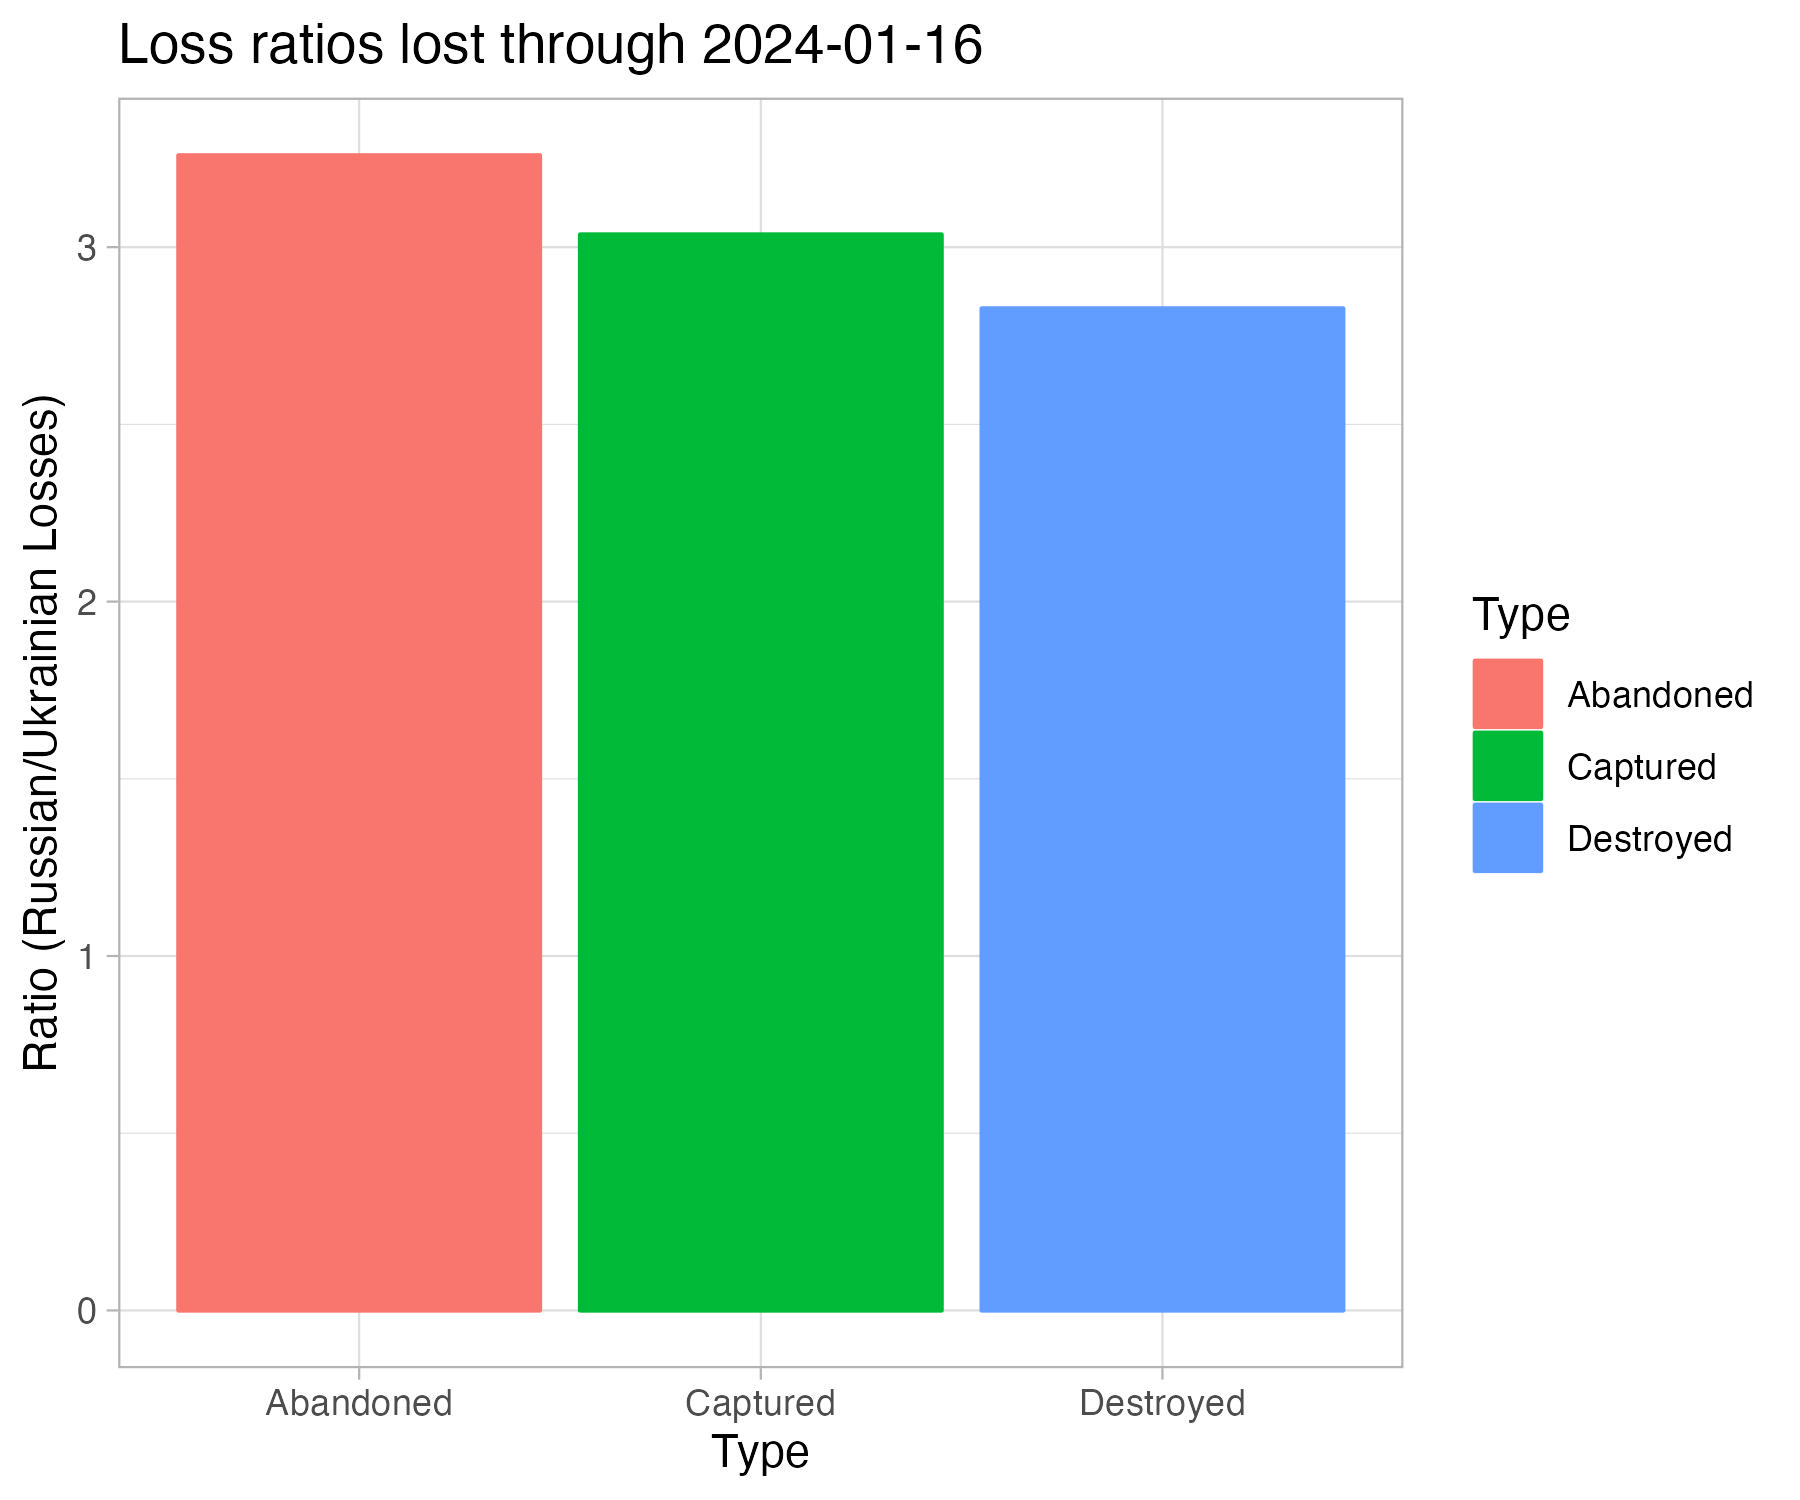 Loss ratios lost through 2024-01-16
Ratio (Russian/Ukrainian Losses)
3
2
1
0
Abandoned
Captured
Destroyed
Type
Type
Abandoned
Captured
Destroyed